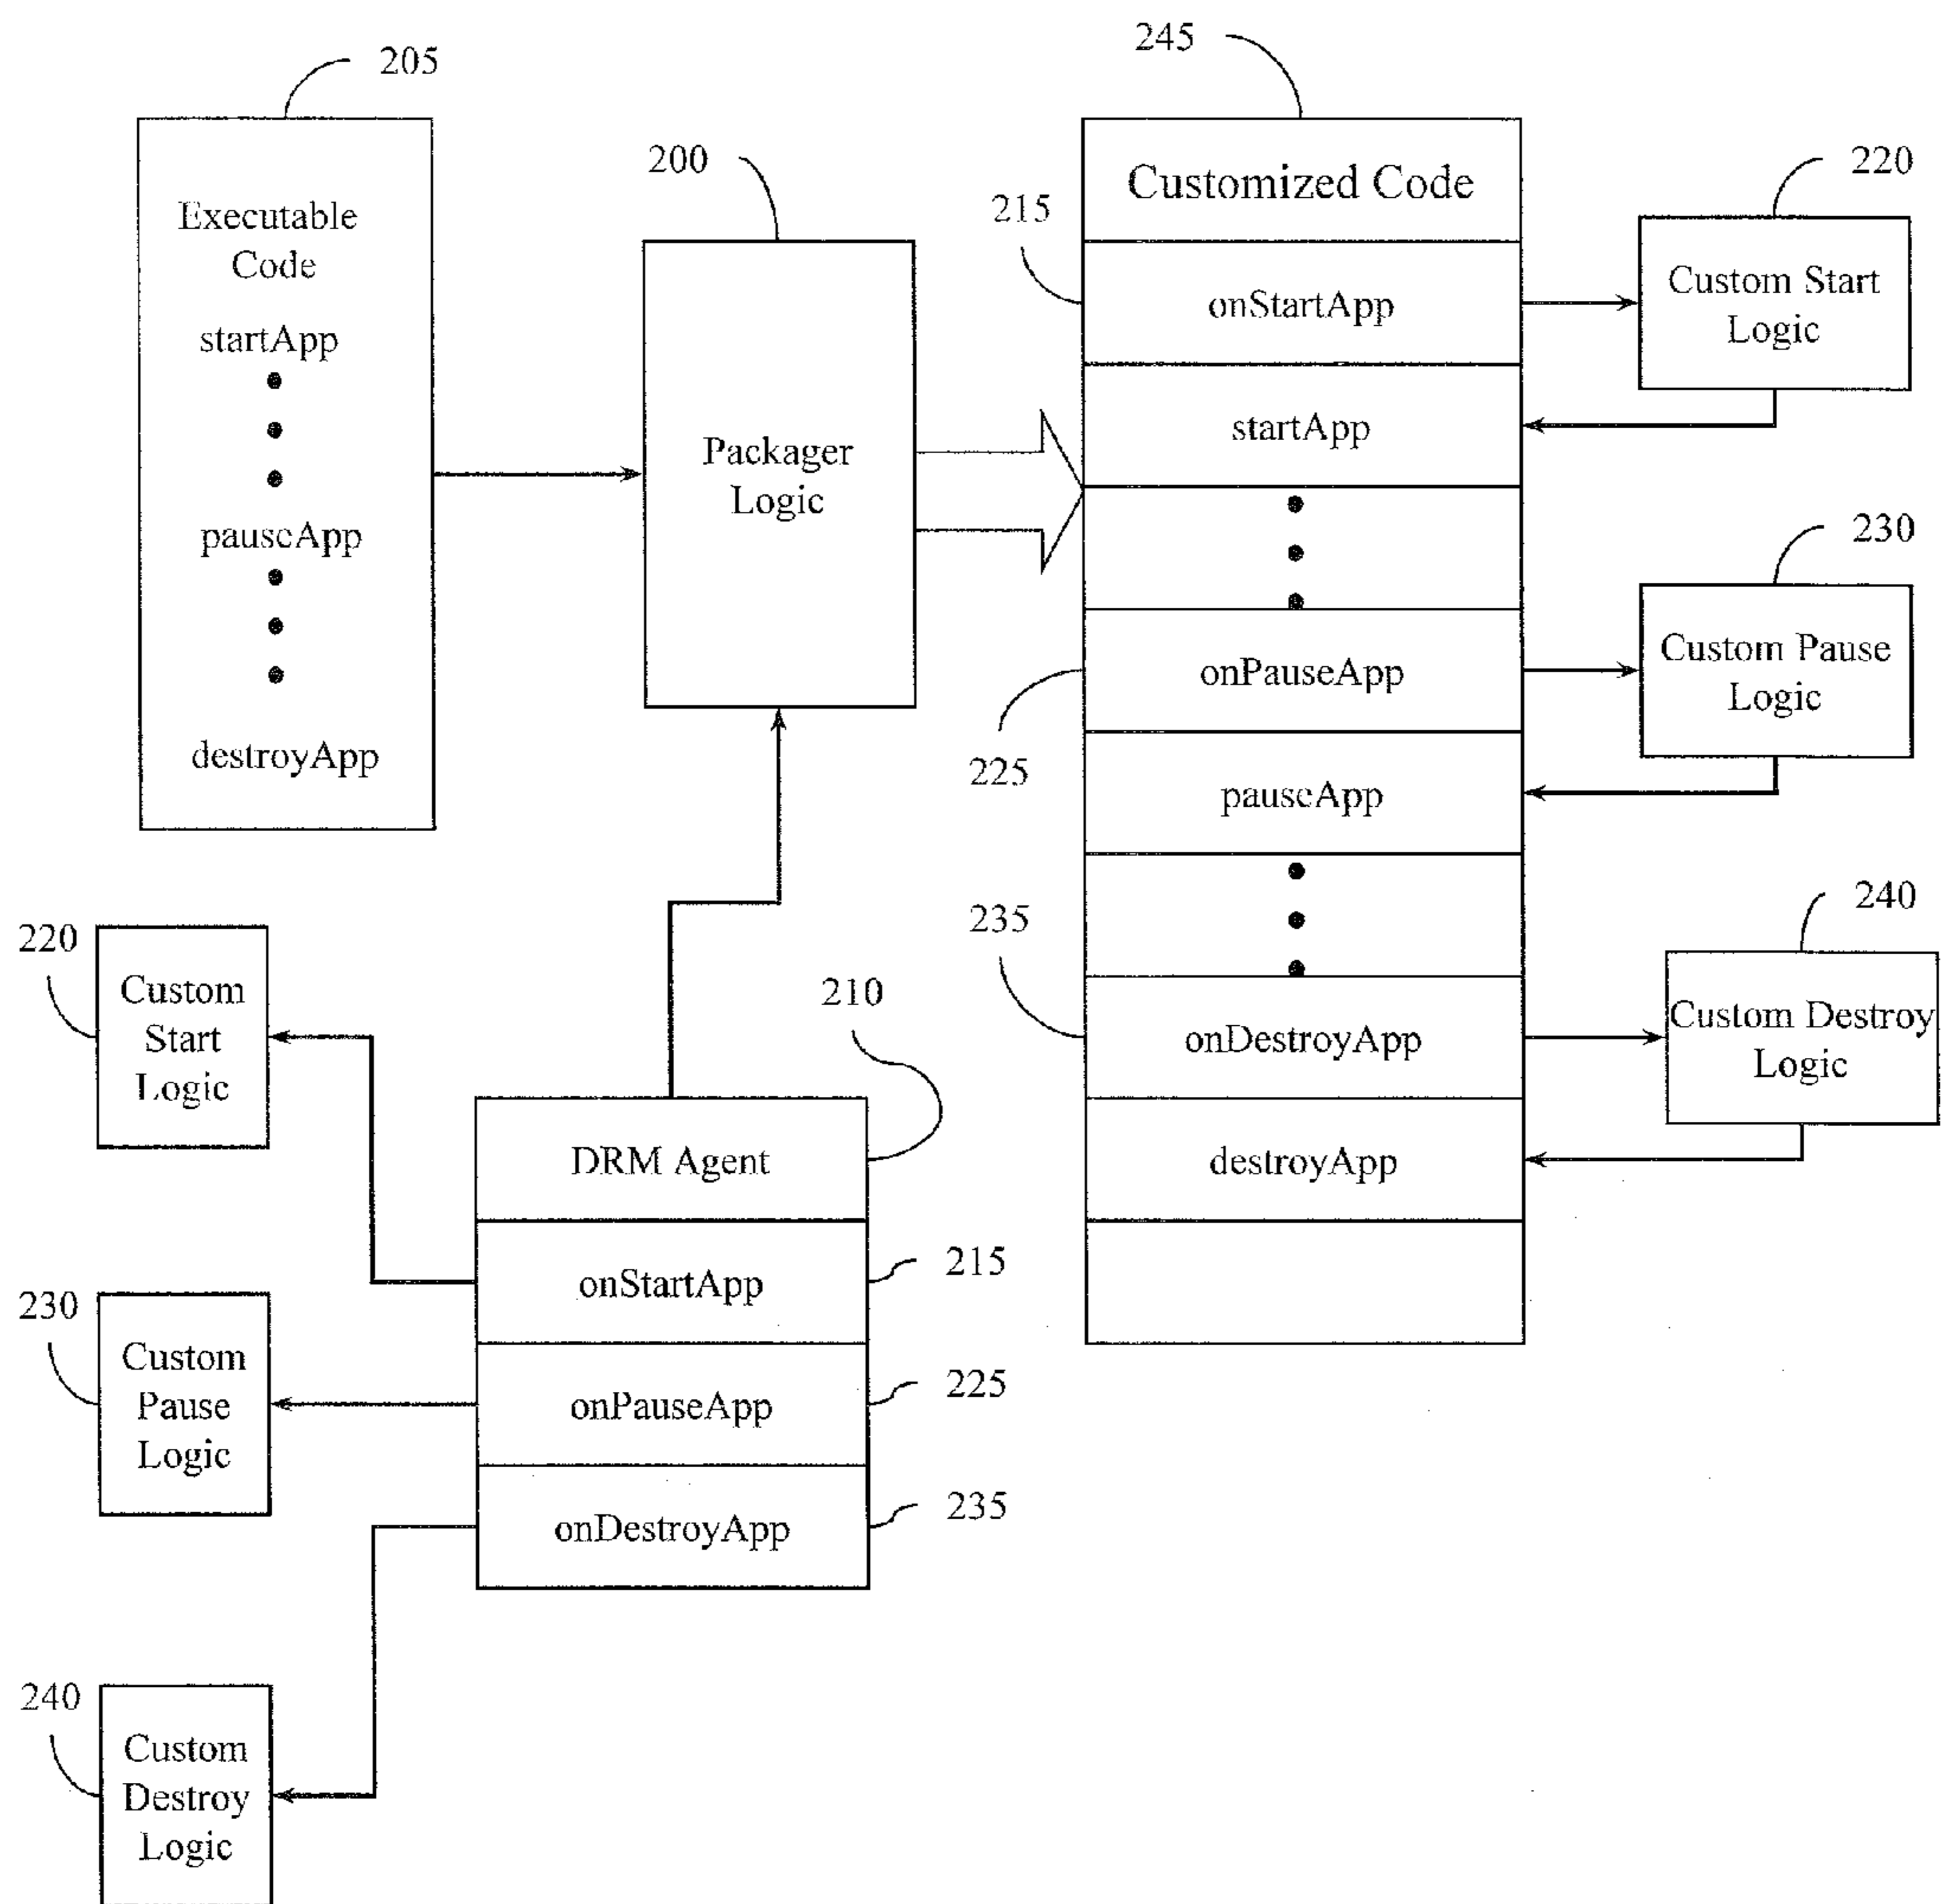 205
Executable
Code
startApp
pauseApp
destroyApp
200
Packager
Logic
245
Customized Code
215
onStartApp
startApp
220
Custom Start
Logic
225
onPauseApp
pauseApp
230
Custom Pause
Logic
235
onDestroyApp
destroyApp
240
Custom Destroy
Logic
210
DRM Agent
onStartApp
215
onPauseApp
225
onDestroyApp
235
220
Custom
Start
Logic
230
Custom
Pause
Logic
240
Custom
Destroy
Logic